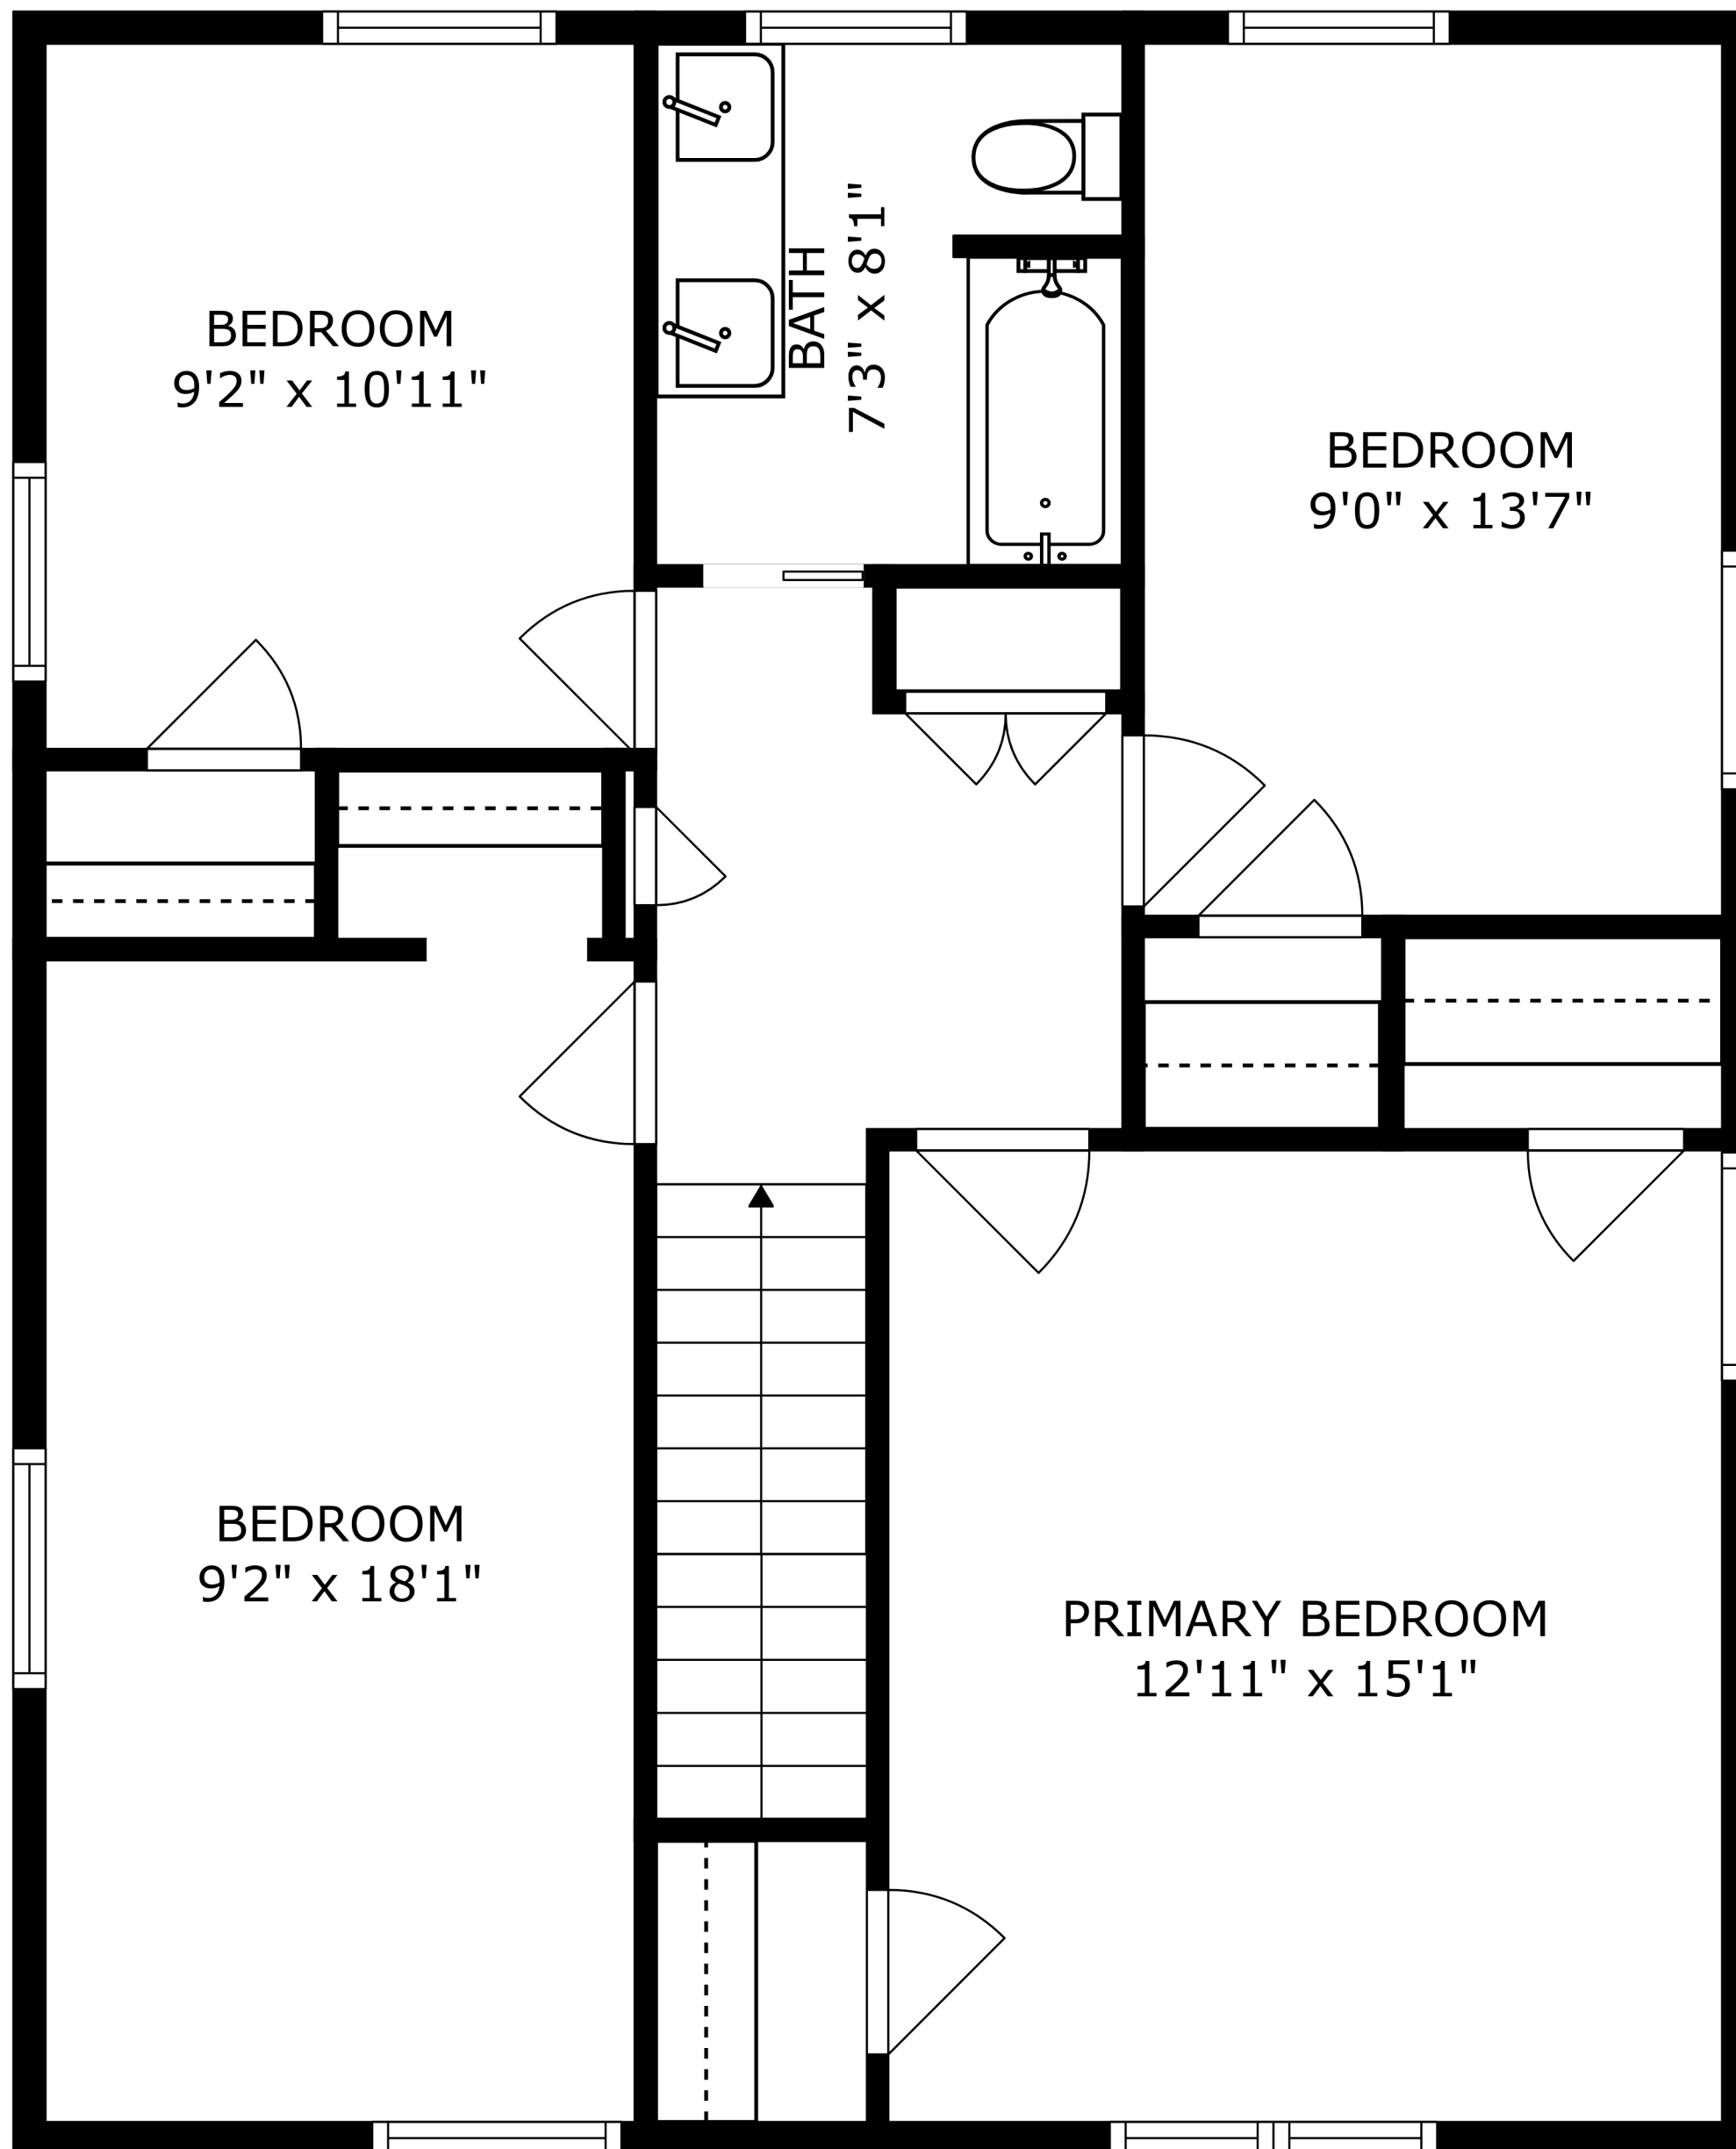 BEDROOM
9'2" x 10'11"
BATH
7'3" x 8'1"
BEDROOM
9'0" x 13'7"
BEDROOM
9'2" x 18'1"
PRIMARY BEDROOM
12'11" x 15'1"